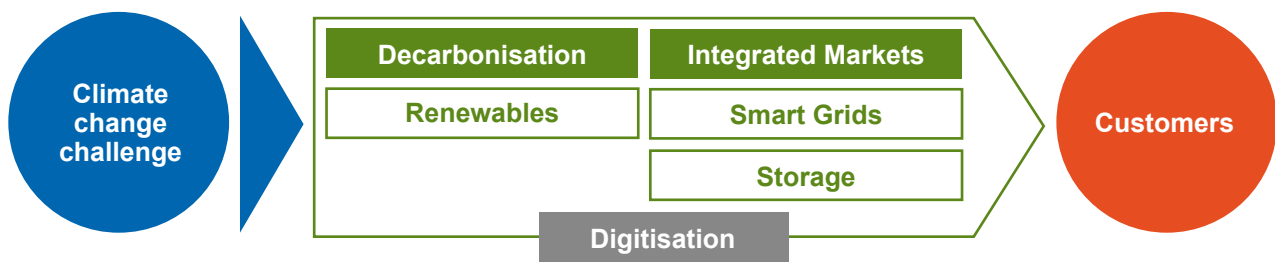 Climate
change
challenge
Decarbonisation
Renewables
Integrated Markets
Smart Grids
Storage
Digitisation
Customers